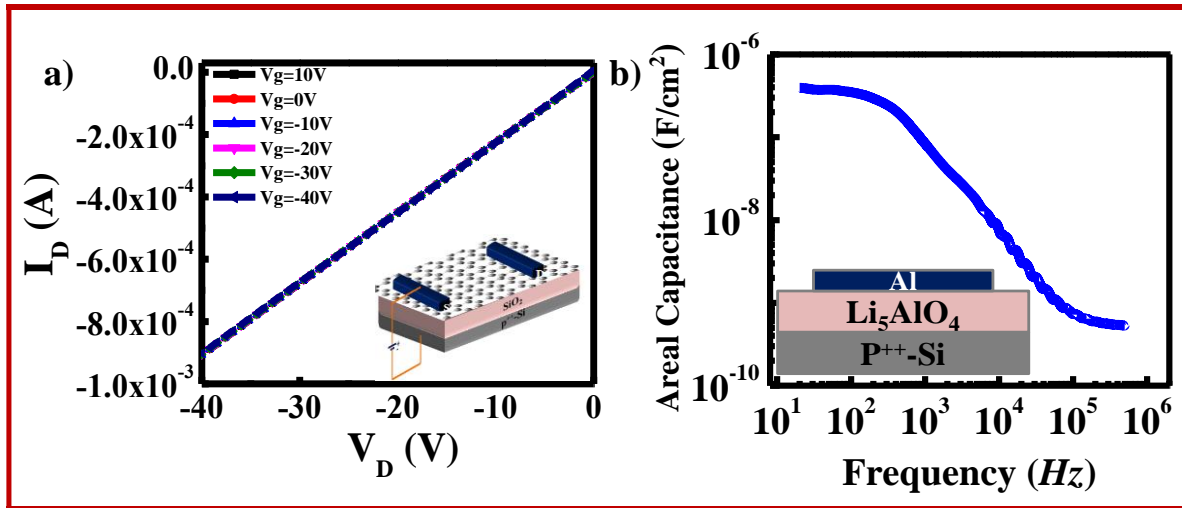 a)
0.0
-2.0x10⁻⁴
-4.0x10⁻⁴
-6.0x10⁻⁴
-8.0x10⁻⁴
-1.0x10⁻³
I_D (A)
Vg=10V
Vg=0V
Vg=-10V
Vg=-20V
Vg=-30V
Vg=-40V
S
D
SiO₂
P⁺⁺-Si
-40
-30
-20
-10
0
V_D (V)
b)
10⁻⁶
10⁻⁸
10⁻¹⁰
Areal Capacitance (F/cm²)
Al
Li₅AlO₄
P⁺⁺-Si
10¹
10²
10³
10⁴
10⁵
10⁶
Frequency (Hz)